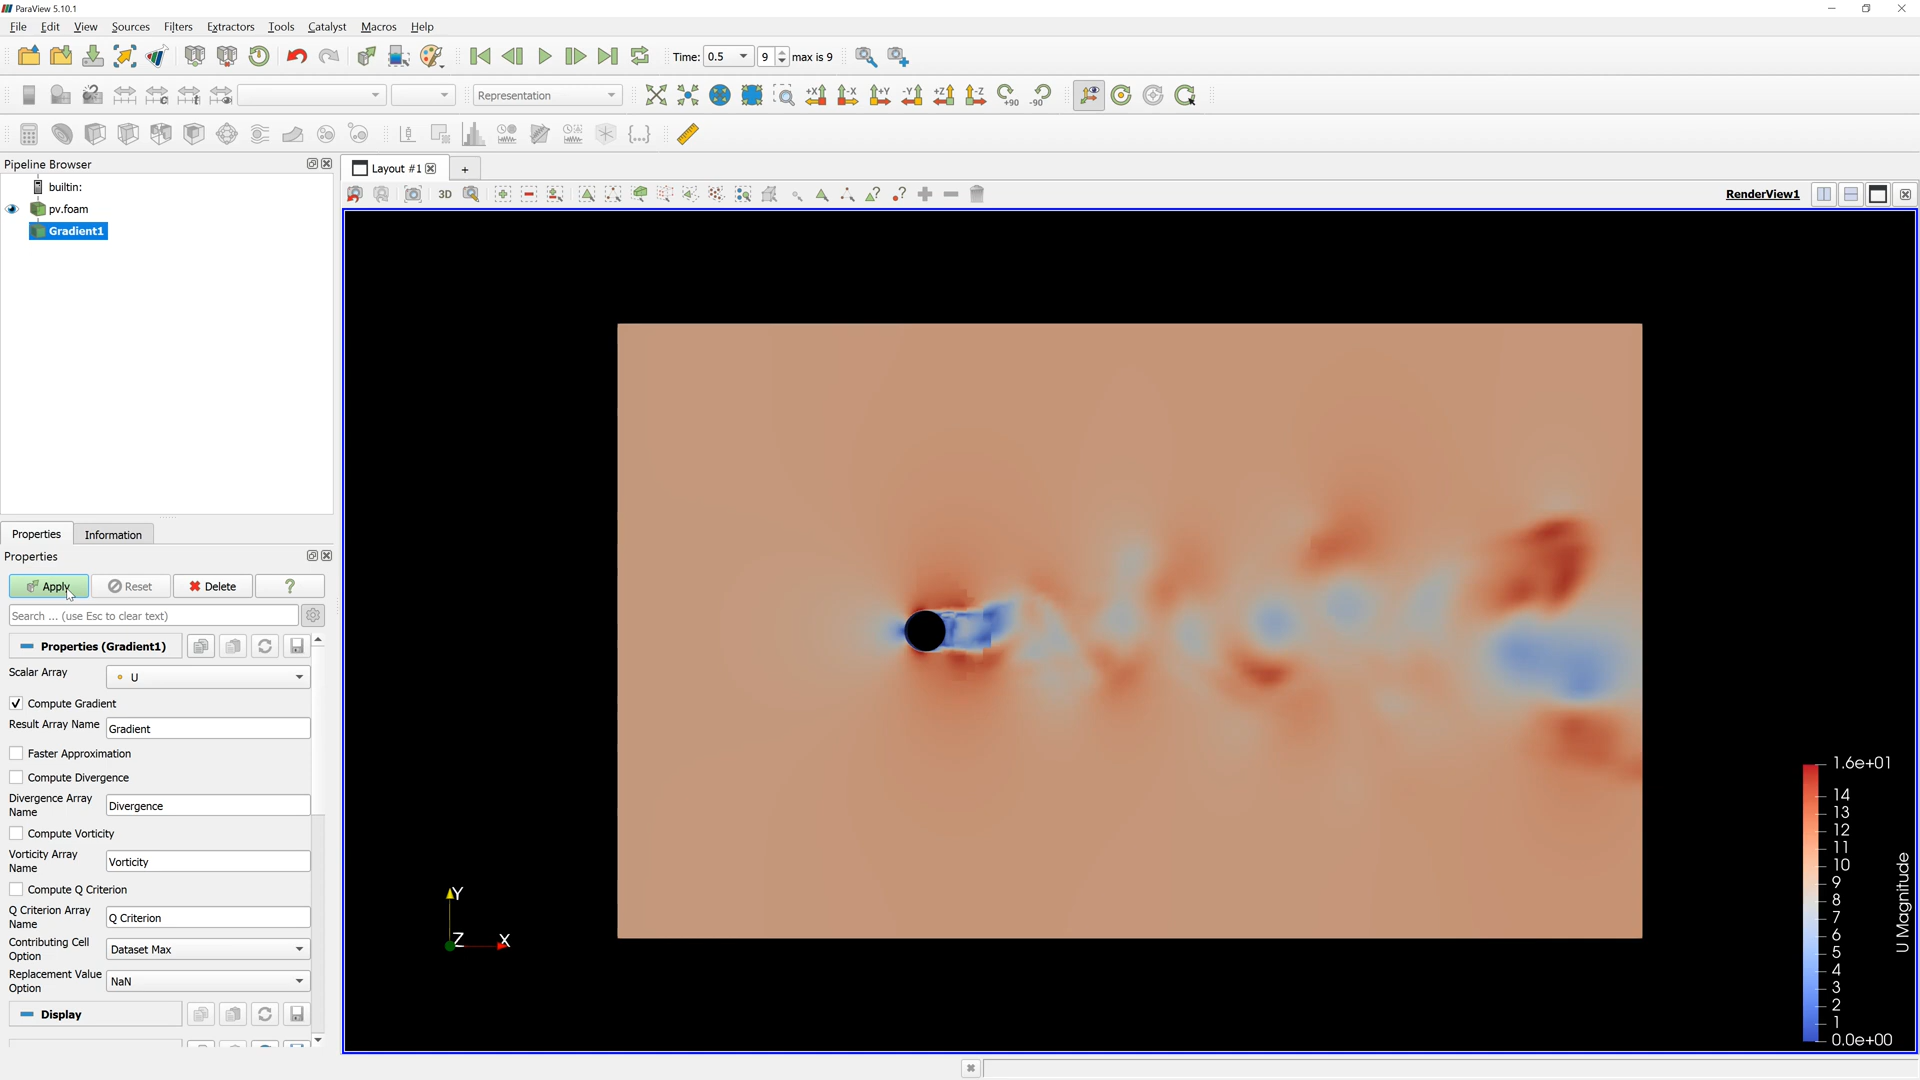 ParaView 5.10.1
File Edit View Sources Filters Extractors Tools Catalyst Macros Help
Time: 0.5 9 max is 9
Representation +X -X +Y -Y +Z -Z +90 -90
{...}
Pipeline Browser
Layout #1 +
builtin:
3D
RenderView1
pv.foam
Gradient1
Properties Information
Properties
Apply Reset Delete ?
Search ... (use Esc to clear text)
Properties (Gradient1)
Scalar Array U
Compute Gradient
Result Array Name Gradient
Faster Approximation
Compute Divergence
Divergence Array
Name
Divergence
Compute Vorticity
Vorticity Array
Name
Vorticity
Compute Q Criterion
Q Criterion Array
Name
Q Criterion
Contributing Cell
Option
Dataset Max
Replacement Value
Option
NaN
Display
Y
Z X
1.6e+01
14
13
12
11
10
9
8
7
6
5
4
3
2
1
0.0e+00
U Magnitude